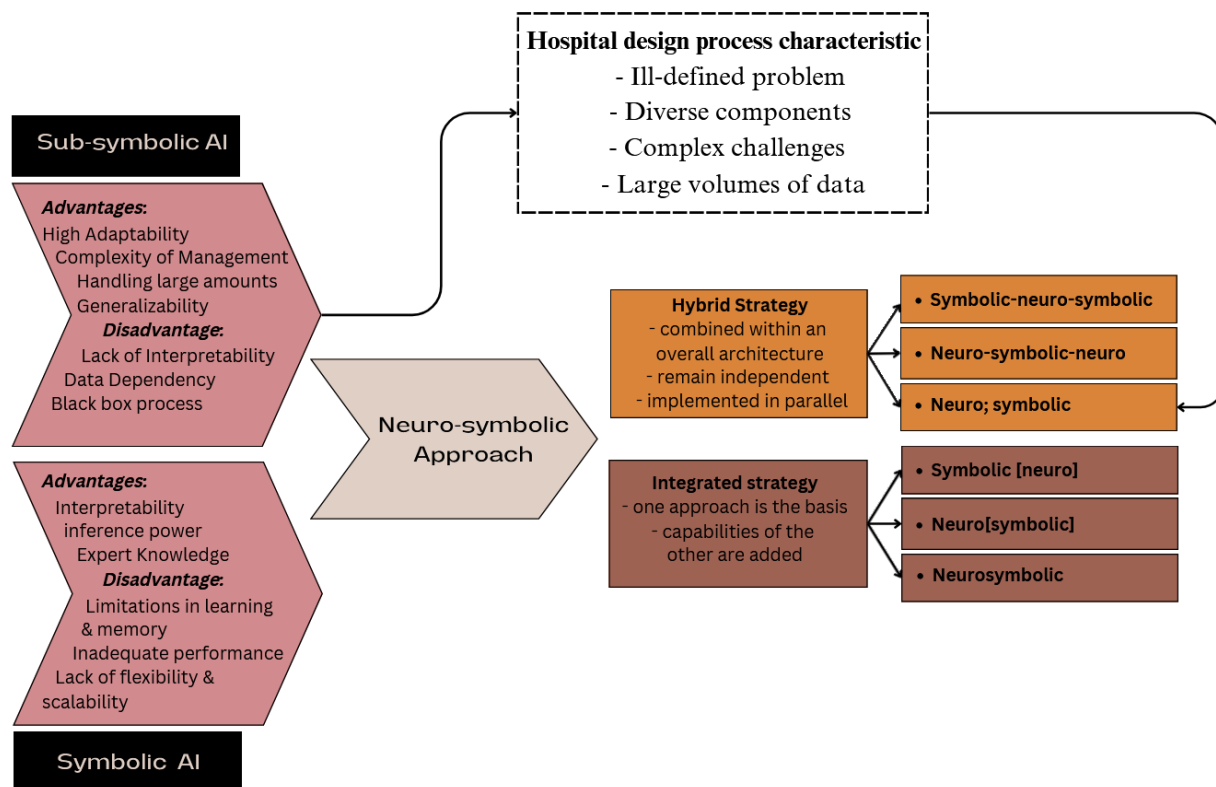 Hospital design process characteristic
- Ill-defined problem
- Diverse components
- Complex challenges
- Large volumes of data
Sub-symbolic AI
Advantages:
High Adaptability
Complexity of Management
Handling large amounts
Generalizability
Disadvantage:
Lack of Interpretability
Data Dependency
Black box process
Advantages:
Interpretability
inference power
Expert Knowledge
Disadvantage:
Limitations in learning
& memory
Inadequate performance
Lack of flexibility &
scalability
Symbolic AI
Neuro-symbolic
Approach
Hybrid Strategy
- combined within an
overall architecture
- remain independent
- implemented in parallel
• Symbolic-neuro-symbolic
• Neuro-symbolic-neuro
• Neuro; symbolic
Integrated strategy
- one approach is the basis
- capabilities of the
other are added
• Symbolic [neuro]
• Neuro[symbolic]
• Neurosymbolic